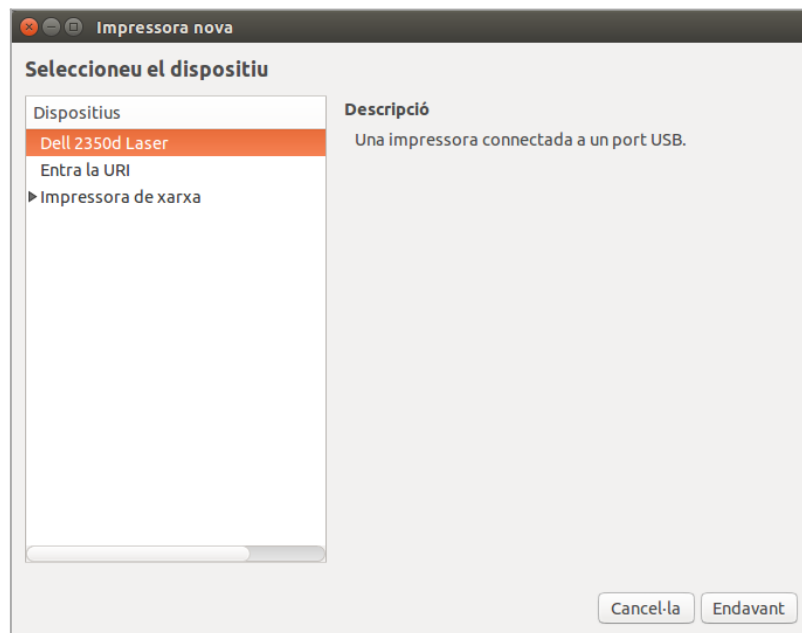 Impressora nova
Seleccioneu el dispositiu
Dispositius
Dell 2350d Laser
Entra la URI
Impressora de xarxa
Descripció
Una impressora connectada a un port USB.
Cancel·la
Endavant